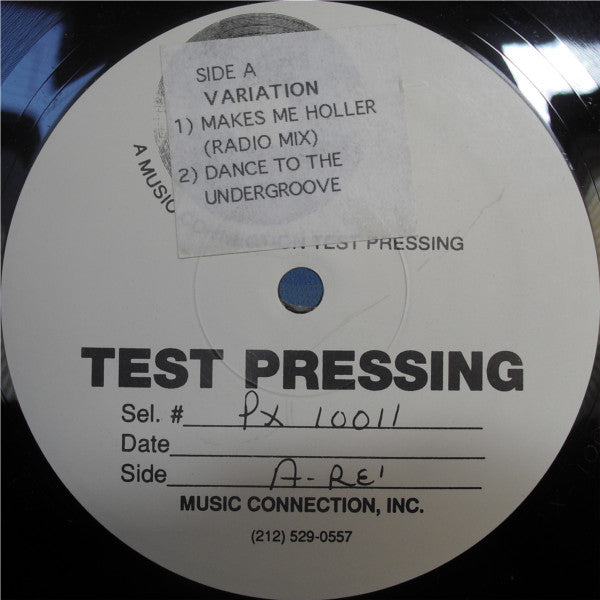 SIDE A
VARIATION
1) MAKES ME HOLLER
(RADIO MIX)
2) DANCE TO THE
UNDERGROOVE
A MUSIC CONNECTION TEST PRESSING
TEST PRESSING
Sel. # PX 10011
Date
Side A-RE'
MUSIC CONNECTION, INC.
(212) 529-0557